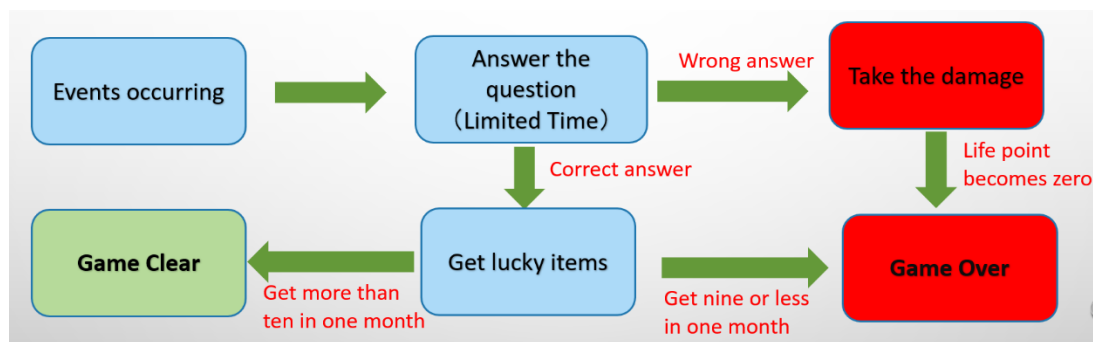 Events occurring
Answer the
question
（Limited Time）
Wrong answer
Take the damage
Correct answer
Life point
becomes zero
Game Clear
Get lucky items
Game Over
Get more than
ten in one month
Get nine or less
in one month